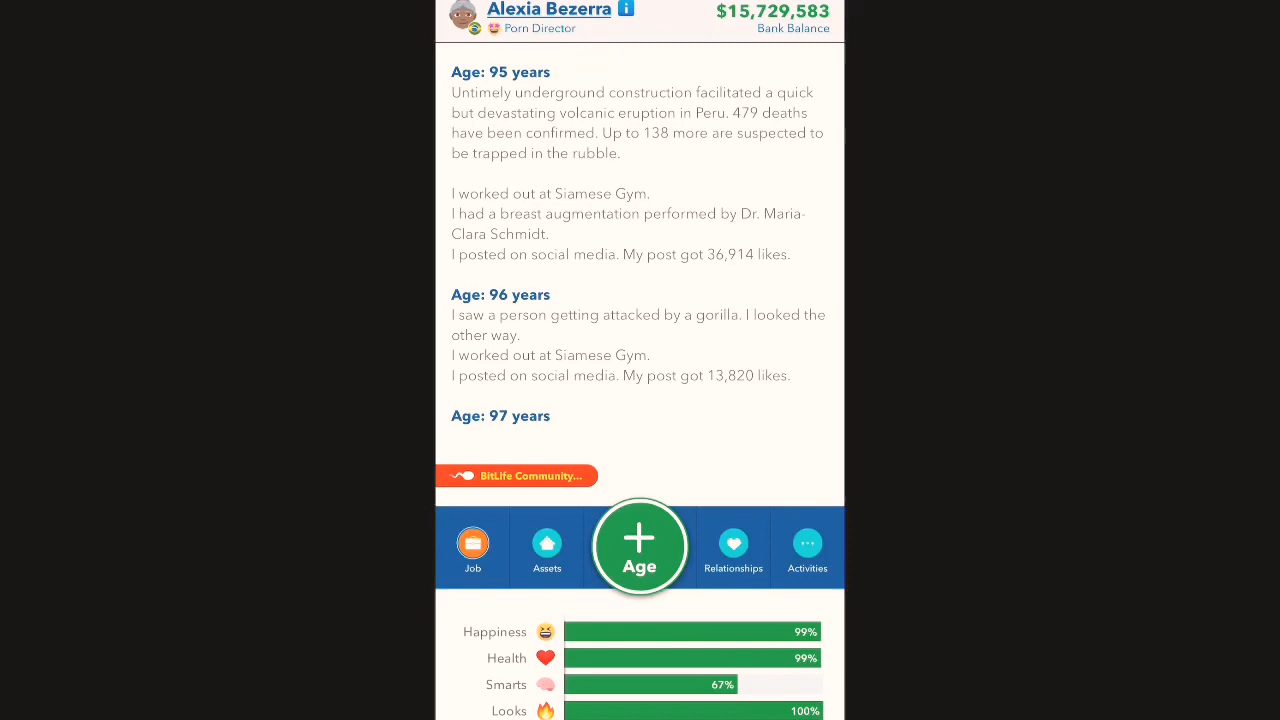 Alexia Bezerra i
$15,729,583
Porn Director
Bank Balance
Age: 95 years
Untimely underground construction facilitated a quick
but devastating volcanic eruption in Peru. 479 deaths
have been confirmed. Up to 138 more are suspected to
be trapped in the rubble.
I worked out at Siamese Gym.
I had a breast augmentation performed by Dr. Maria-
Clara Schmidt.
I posted on social media. My post got 36,914 likes.
Age: 96 years
I saw a person getting attacked by a gorilla. I looked the
other way.
I worked out at Siamese Gym.
I posted on social media. My post got 13,820 likes.
Age: 97 years
BitLife Community...
Job
Assets
+
Age
Relationships
Activities
Happiness 99%
Health 99%
Smarts 67%
Looks 100%